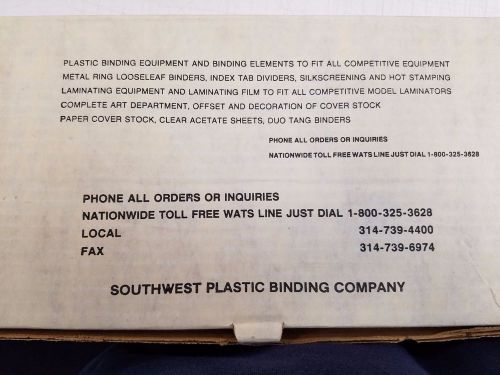 PLASTIC BINDING EQUIPMENT AND BINDING ELEMENTS TO FIT ALL COMPETITIVE EQUIPMENT
METAL RING LOOSELEAF BINDERS, INDEX TAB DIVIDERS, SILKSCREENING AND HOT STAMPING
LAMINATING EQUIPMENT AND LAMINATING FILM TO FIT ALL COMPETITIVE MODEL LAMINATORS
COMPLETE ART DEPARTMENT, OFFSET AND DECORATION OF COVER STOCK
PAPER COVER STOCK, CLEAR ACETATE SHEETS, DUO TANG BINDERS
PHONE ALL ORDERS OR INQUIRIES
NATIONWIDE TOLL FREE WATS LINE JUST DIAL 1-800-325-3628
PHONE ALL ORDERS OR INQUIRIES
NATIONWIDE TOLL FREE WATS LINE JUST DIAL 1-800-325-3628
LOCAL 314-739-4400
FAX 314-739-6974
SOUTHWEST PLASTIC BINDING COMPANY